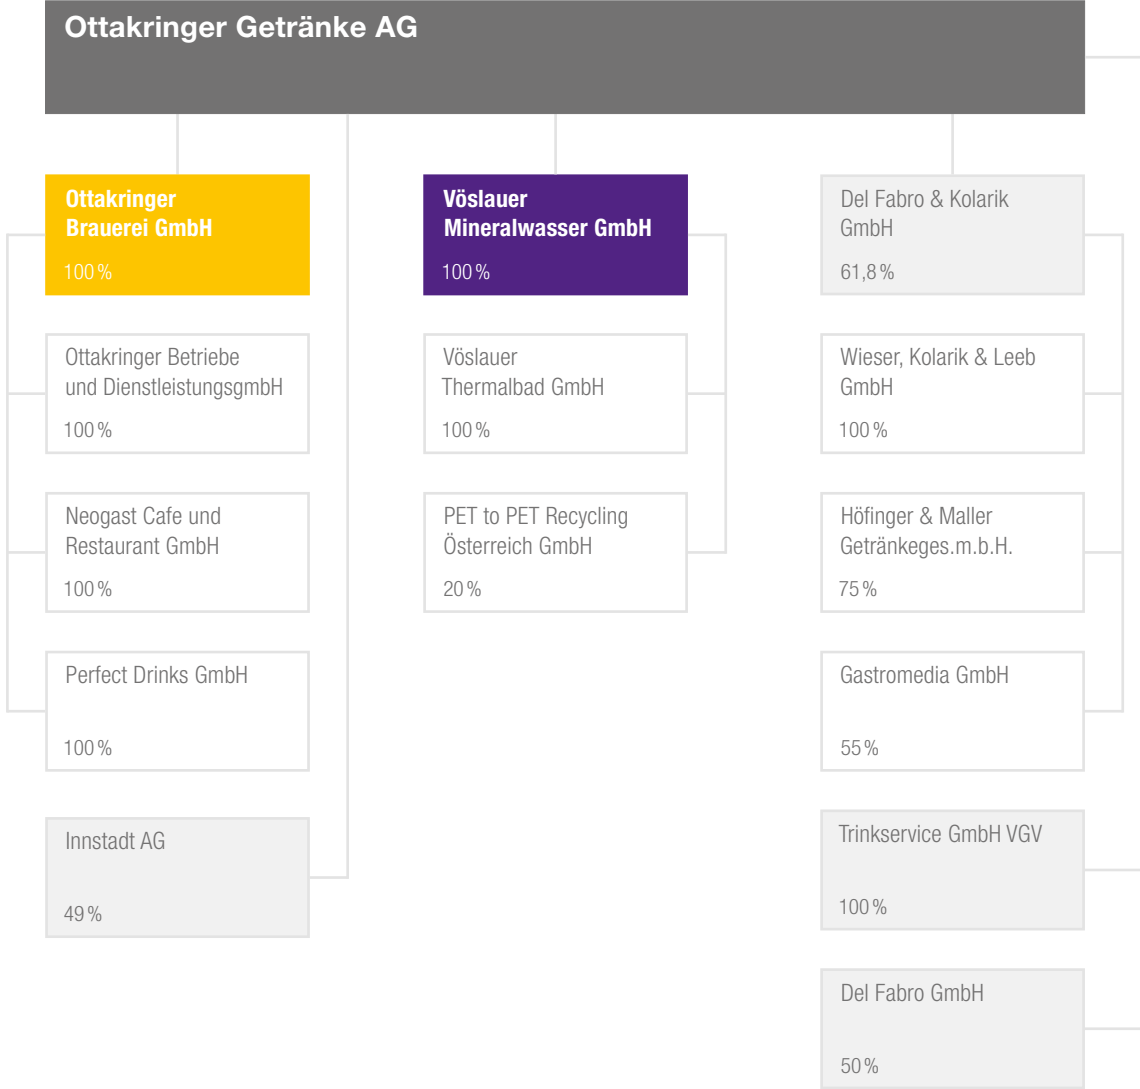 Ottakringer Getränke AG
Ottakringer
Brauerei GmbH
100 %
Ottakringer Betriebe
und DienstleistungsgmbH
100 %
Neogast Cafe und
Restaurant GmbH
100 %
Perfect Drinks GmbH
100 %
Innstadt AG
49 %
Vöslauer
Mineralwasser GmbH
100 %
Vöslauer
Thermalbad GmbH
100 %
PET to PET Recycling
Österreich GmbH
20 %
Del Fabro & Kolarik
GmbH
61,8 %
Wieser, Kolarik & Leeb
GmbH
100 %
Höfinger & Maller
Getränkeges.m.b.H.
75 %
Gastromedia GmbH
55 %
Trinkservice GmbH VGV
100 %
Del Fabro GmbH
50 %